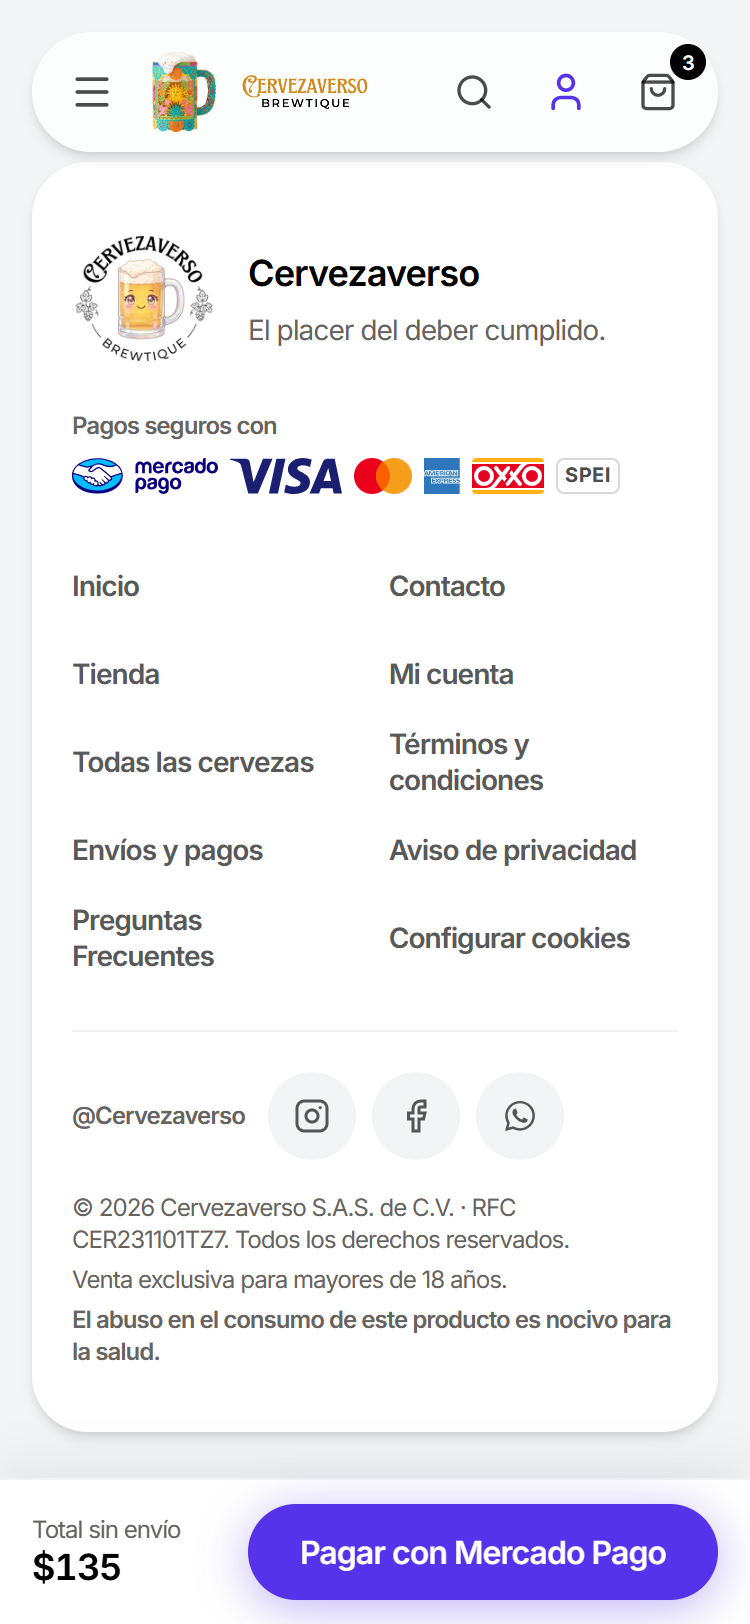 CERVEZAVERSO
BREWTIQUE
3
CERVEZAVERSO
BREWTIQUE
Cervezaverso
El placer del deber cumplido.
Pagos seguros con
mercado
pago
VISA
AMERICAN
EXPRESS
OXXO
SPEI
Inicio
Contacto
Tienda
Mi cuenta
Todas las cervezas
Términos y
condiciones
Envíos y pagos
Aviso de privacidad
Preguntas
Frecuentes
Configurar cookies
@Cervezaverso
© 2026 Cervezaverso S.A.S. de C.V. · RFC
CER231101TZ7. Todos los derechos reservados.
Venta exclusiva para mayores de 18 años.
El abuso en el consumo de este producto es nocivo para
la salud.
Total sin envío
$135
Pagar con Mercado Pago